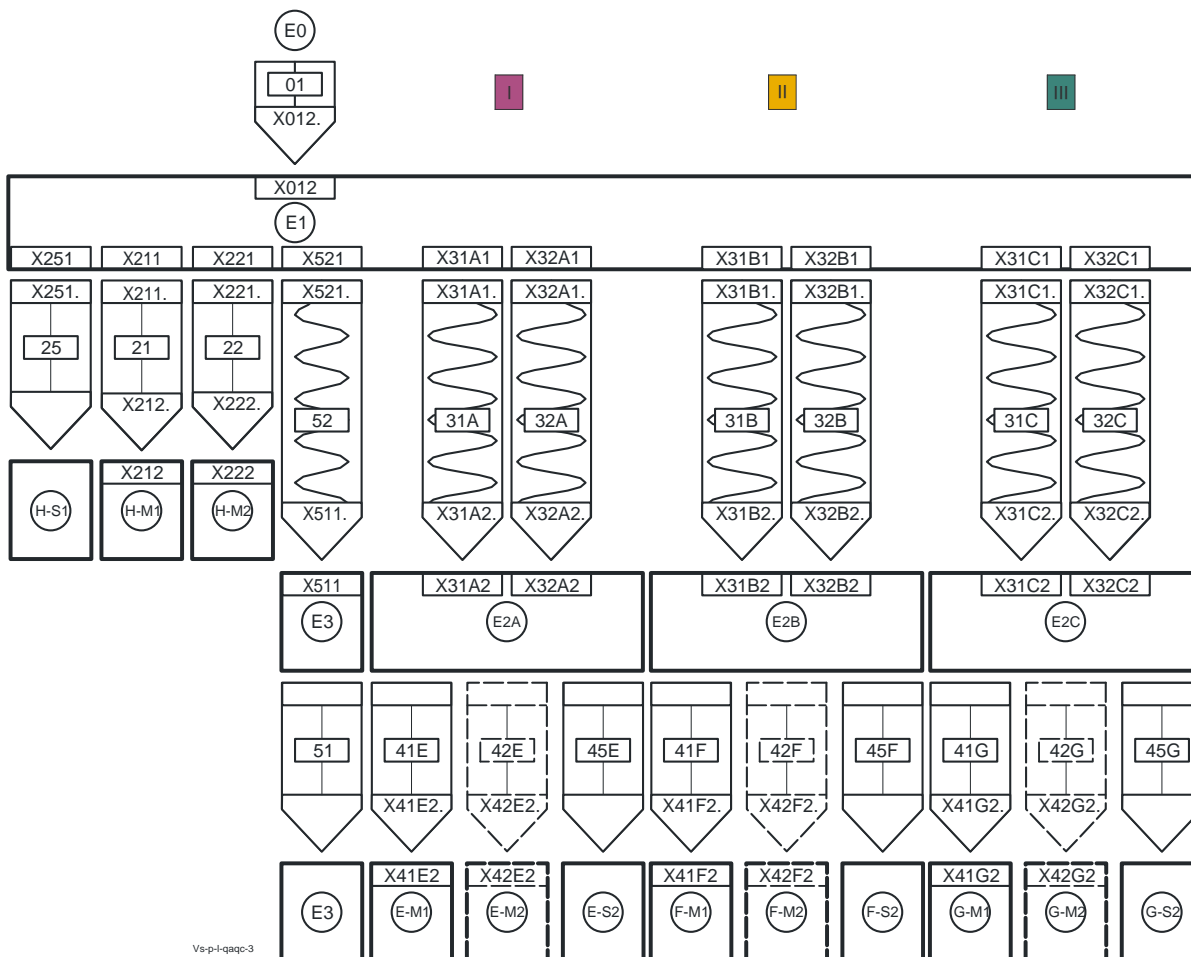 E0
01
I
II
III
X012.
X012
E1
X251 X211 X221 X521 X31A1 X32A1 X31B1 X32B1 X31C1 X32C1
X251. X211. X221. X521. X31A1. X32A1. X31B1. X32B1. X31C1. X32C1.
25 21 22
X212. X222.
52 31A 32A 31B 32B 31C 32C
X212 X222
H-S1 H-M1 H-M2
X511. X31A2. X32A2. X31B2. X32B2. X31C2. X32C2.
X511 X31A2 X32A2 X31B2 X32B2 X31C2 X32C2
E3 E2A E2B E2C
51 41E 42E 45E 41F 42F 45F 41G 42G 45G
X41E2. X42E2. X41F2. X42F2. X41G2. X42G2.
X41E2 X42E2 X41F2 X42F2 X41G2 X42G2
E3 E-M1 E-M2 E-S2 F-M1 F-M2 F-S2 G-M1 G-M2 G-S2
Vs-p-l-qaqc-3